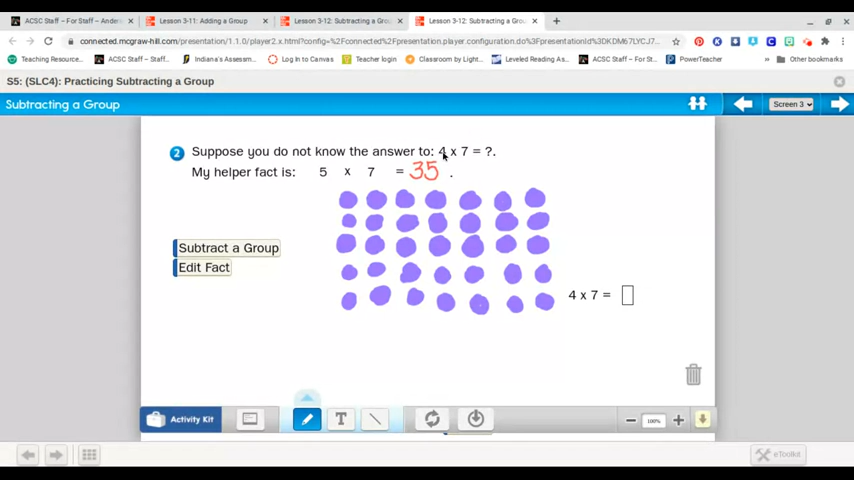 ACSC Staff – For Staff – Anders
Lesson 3-11: Adding a Group
Lesson 3-12: Subtracting a Grou
Lesson 3-12: Subtracting a Grou
connected.mcgraw-hill.com/presentation/1.1.0/player2.x.html?config=%2Fconnected%2Fpresentation.player.configuration.do%3FpresentationId%3DKDM67LYCJ7...
Teaching Resource...
ACSC Staff – Staff...
Indiana's Assessm...
Log In to Canvas
Teacher login
Classroom by Light...
Leveled Reading As...
ACSC Staff – For St...
PowerTeacher
Other bookmarks
S5: (SLC4): Practicing Subtracting a Group
Subtracting a Group
Screen 3
2 Suppose you do not know the answer to: 4 x 7 = ?.
My helper fact is: 5 x 7 = 35 .
Subtract a Group
Edit Fact
4 x 7 =
Activity Kit
T
100%
eToolkit